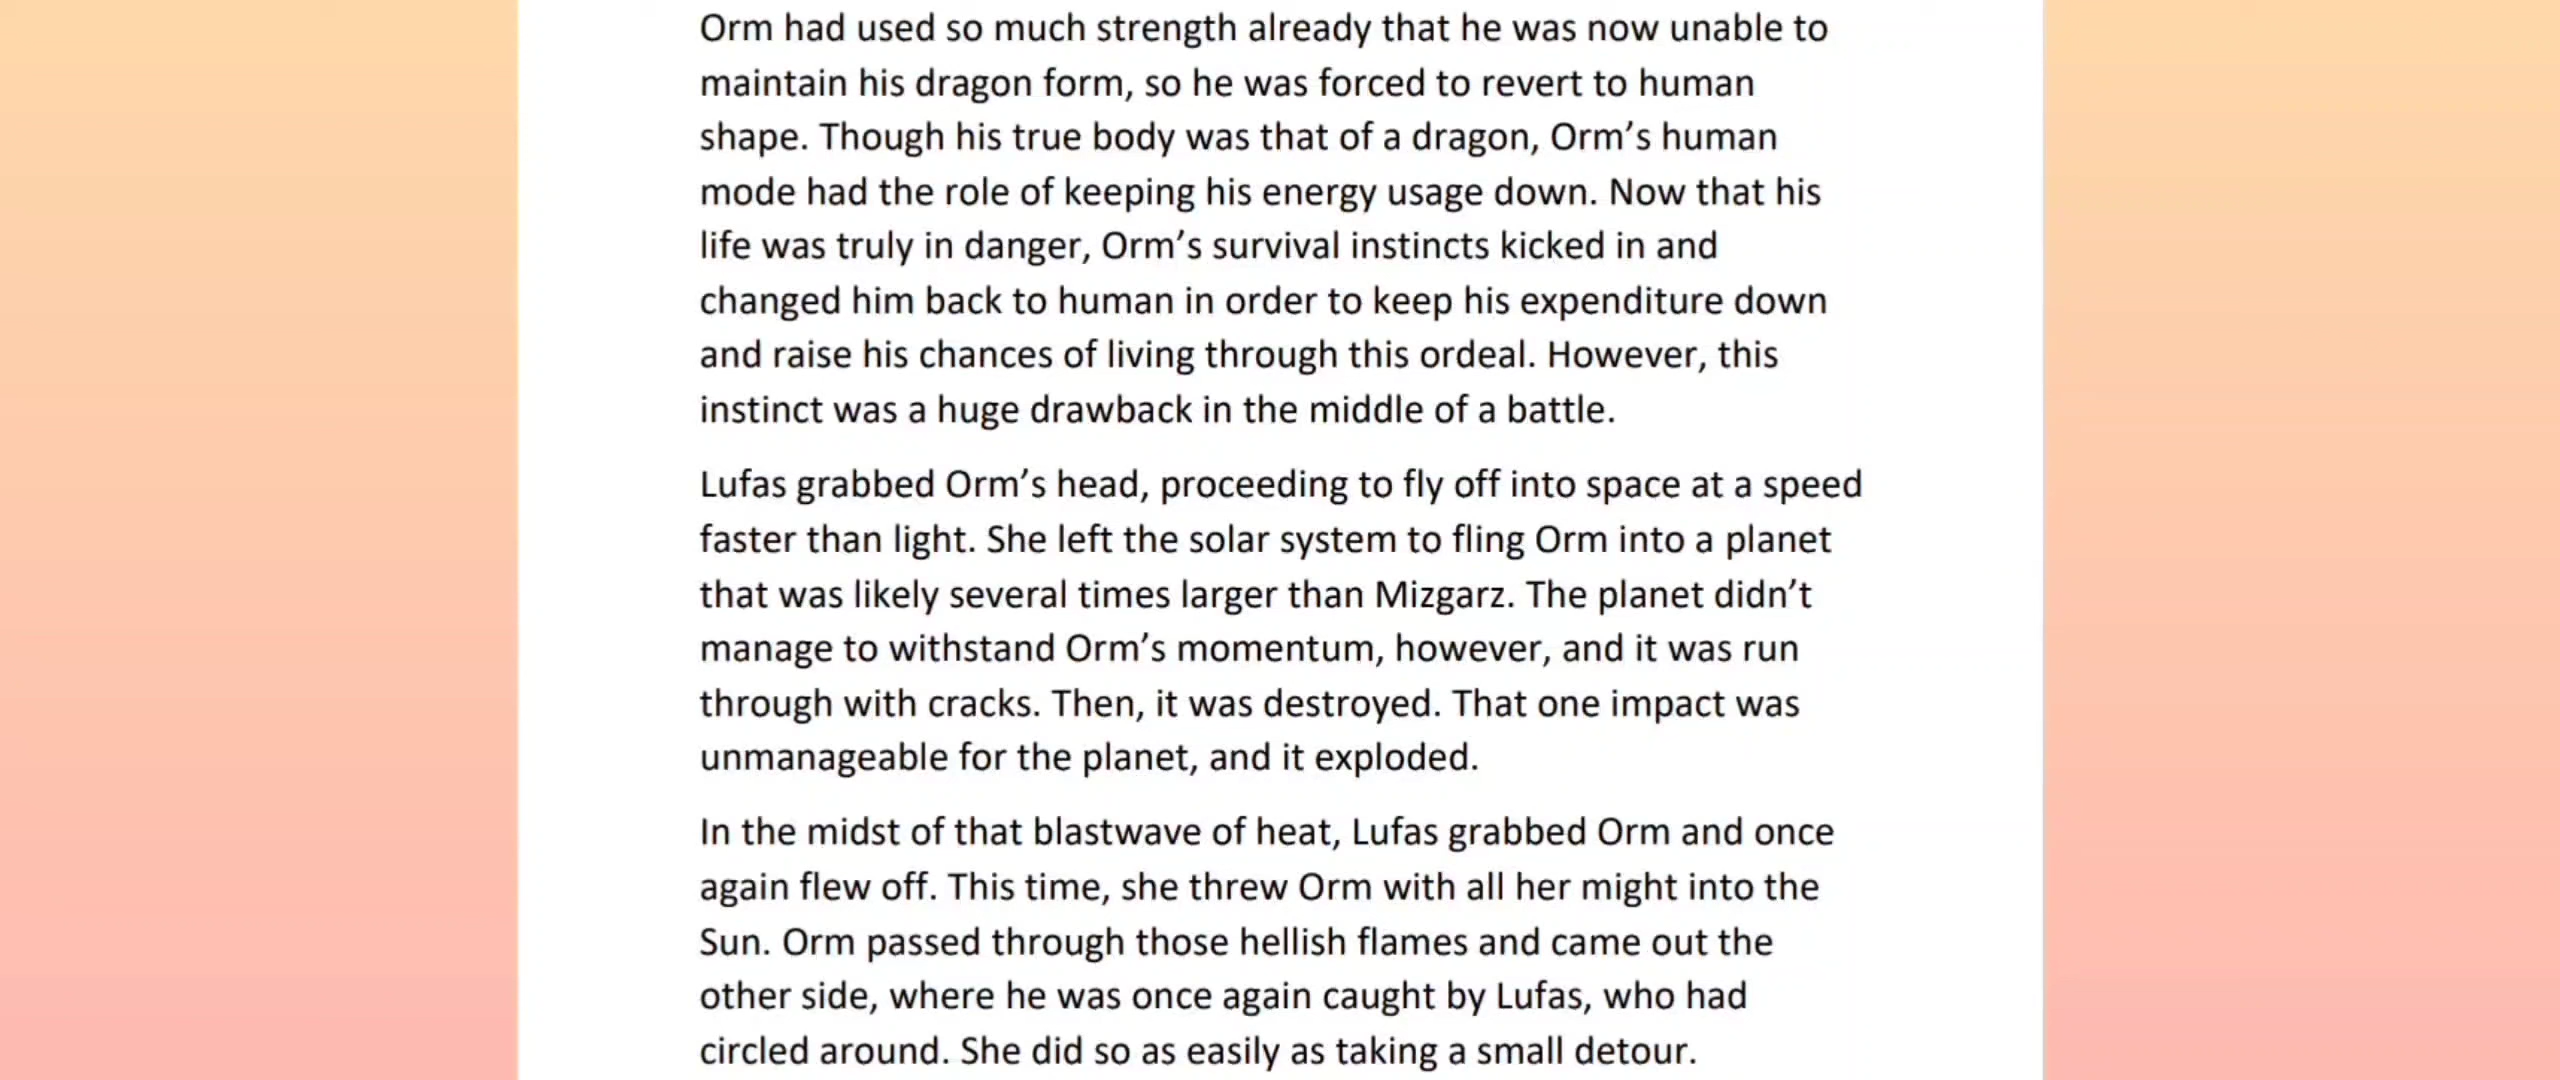 Orm had used so much strength already that he was now unable to
maintain his dragon form, so he was forced to revert to human
shape. Though his true body was that of a dragon, Orm’s human
mode had the role of keeping his energy usage down. Now that his
life was truly in danger, Orm’s survival instincts kicked in and
changed him back to human in order to keep his expenditure down
and raise his chances of living through this ordeal. However, this
instinct was a huge drawback in the middle of a battle.
Lufas grabbed Orm’s head, proceeding to fly off into space at a speed
faster than light. She left the solar system to fling Orm into a planet
that was likely several times larger than Mizgarz. The planet didn’t
manage to withstand Orm’s momentum, however, and it was run
through with cracks. Then, it was destroyed. That one impact was
unmanageable for the planet, and it exploded.
In the midst of that blastwave of heat, Lufas grabbed Orm and once
again flew off. This time, she threw Orm with all her might into the
Sun. Orm passed through those hellish flames and came out the
other side, where he was once again caught by Lufas, who had
circled around. She did so as easily as taking a small detour.